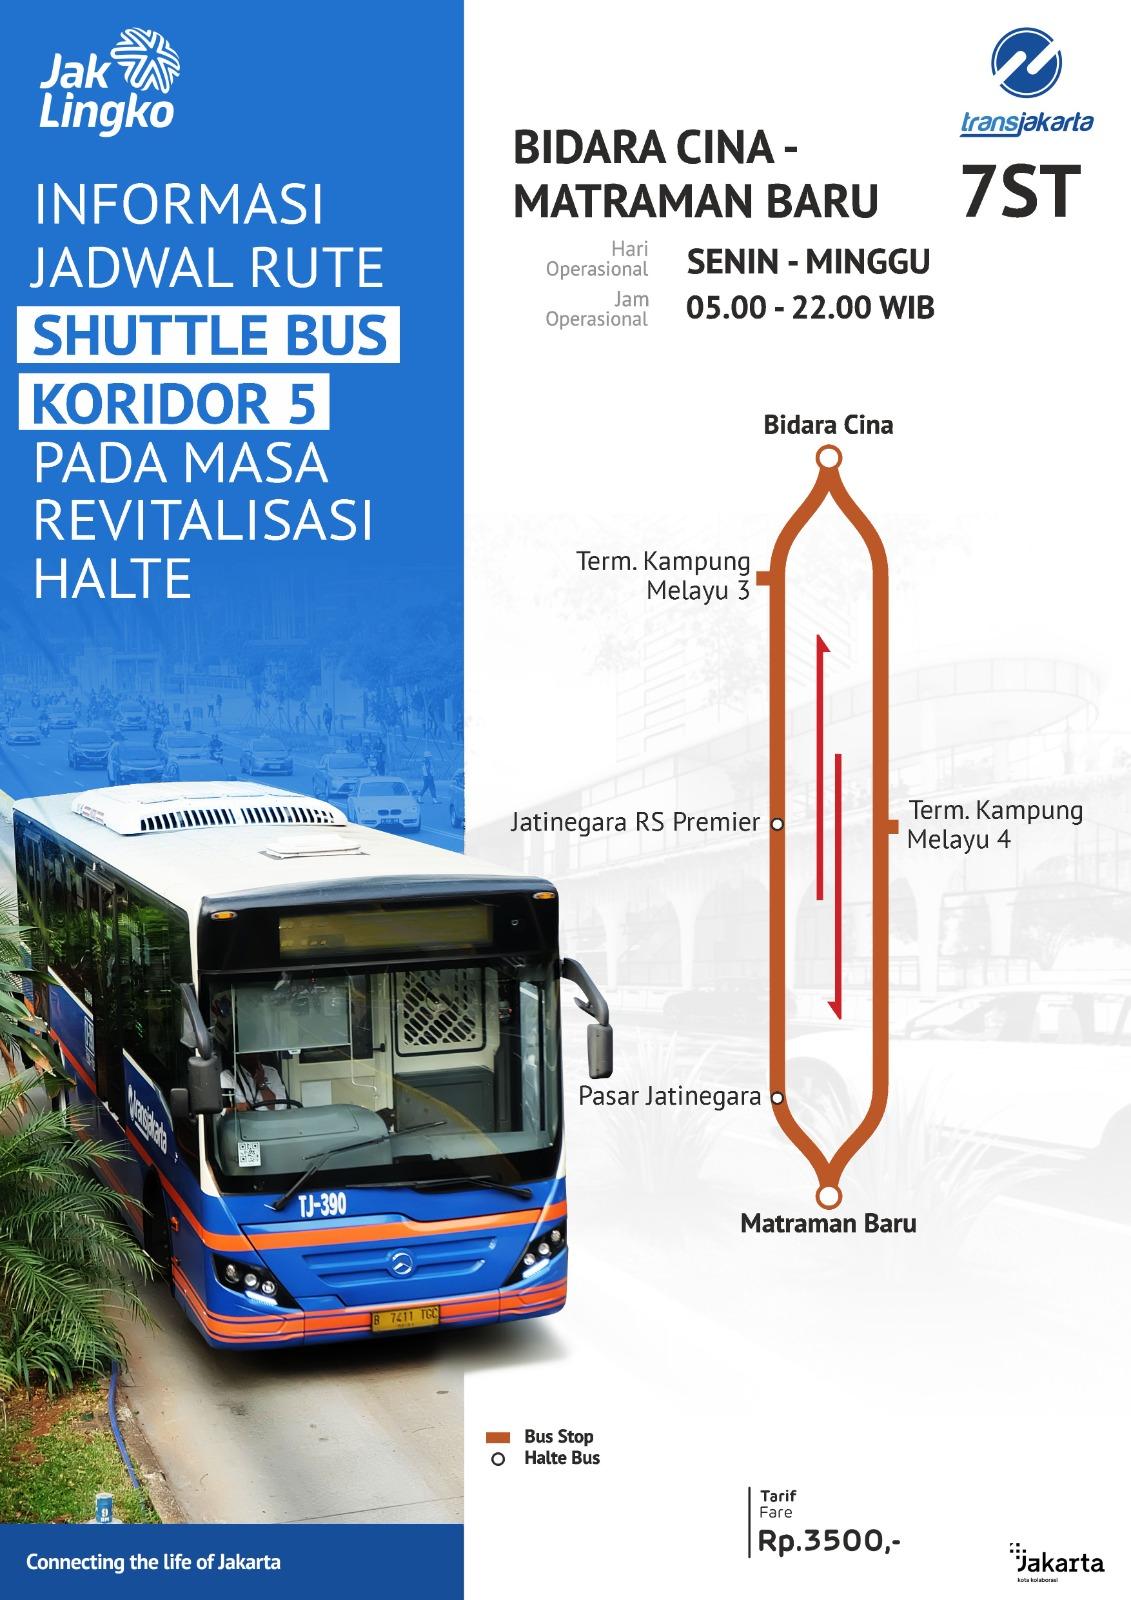 Jak
Lingko
INFORMASI
JADWAL RUTE
SHUTTLE BUS
KORIDOR 5
PADA MASA
REVITALISASI
HALTE
transjakarta
BIDARA CINA -
MATRAMAN BARU
7ST
Hari
Operasional
SENIN - MINGGU
Jam
Operasional
05.00 - 22.00 WIB
Bidara Cina
Term. Kampung
Melayu 3
Jatinegara RS Premier
Term. Kampung
Melayu 4
Pasar Jatinegara
Matraman Baru
transjakarta
TJ-390
B 7411 TGC
Bus Stop
Halte Bus
Tarif
Fare
Rp.3500,-
Connecting the life of Jakarta
Jakarta
kota kolaborasi